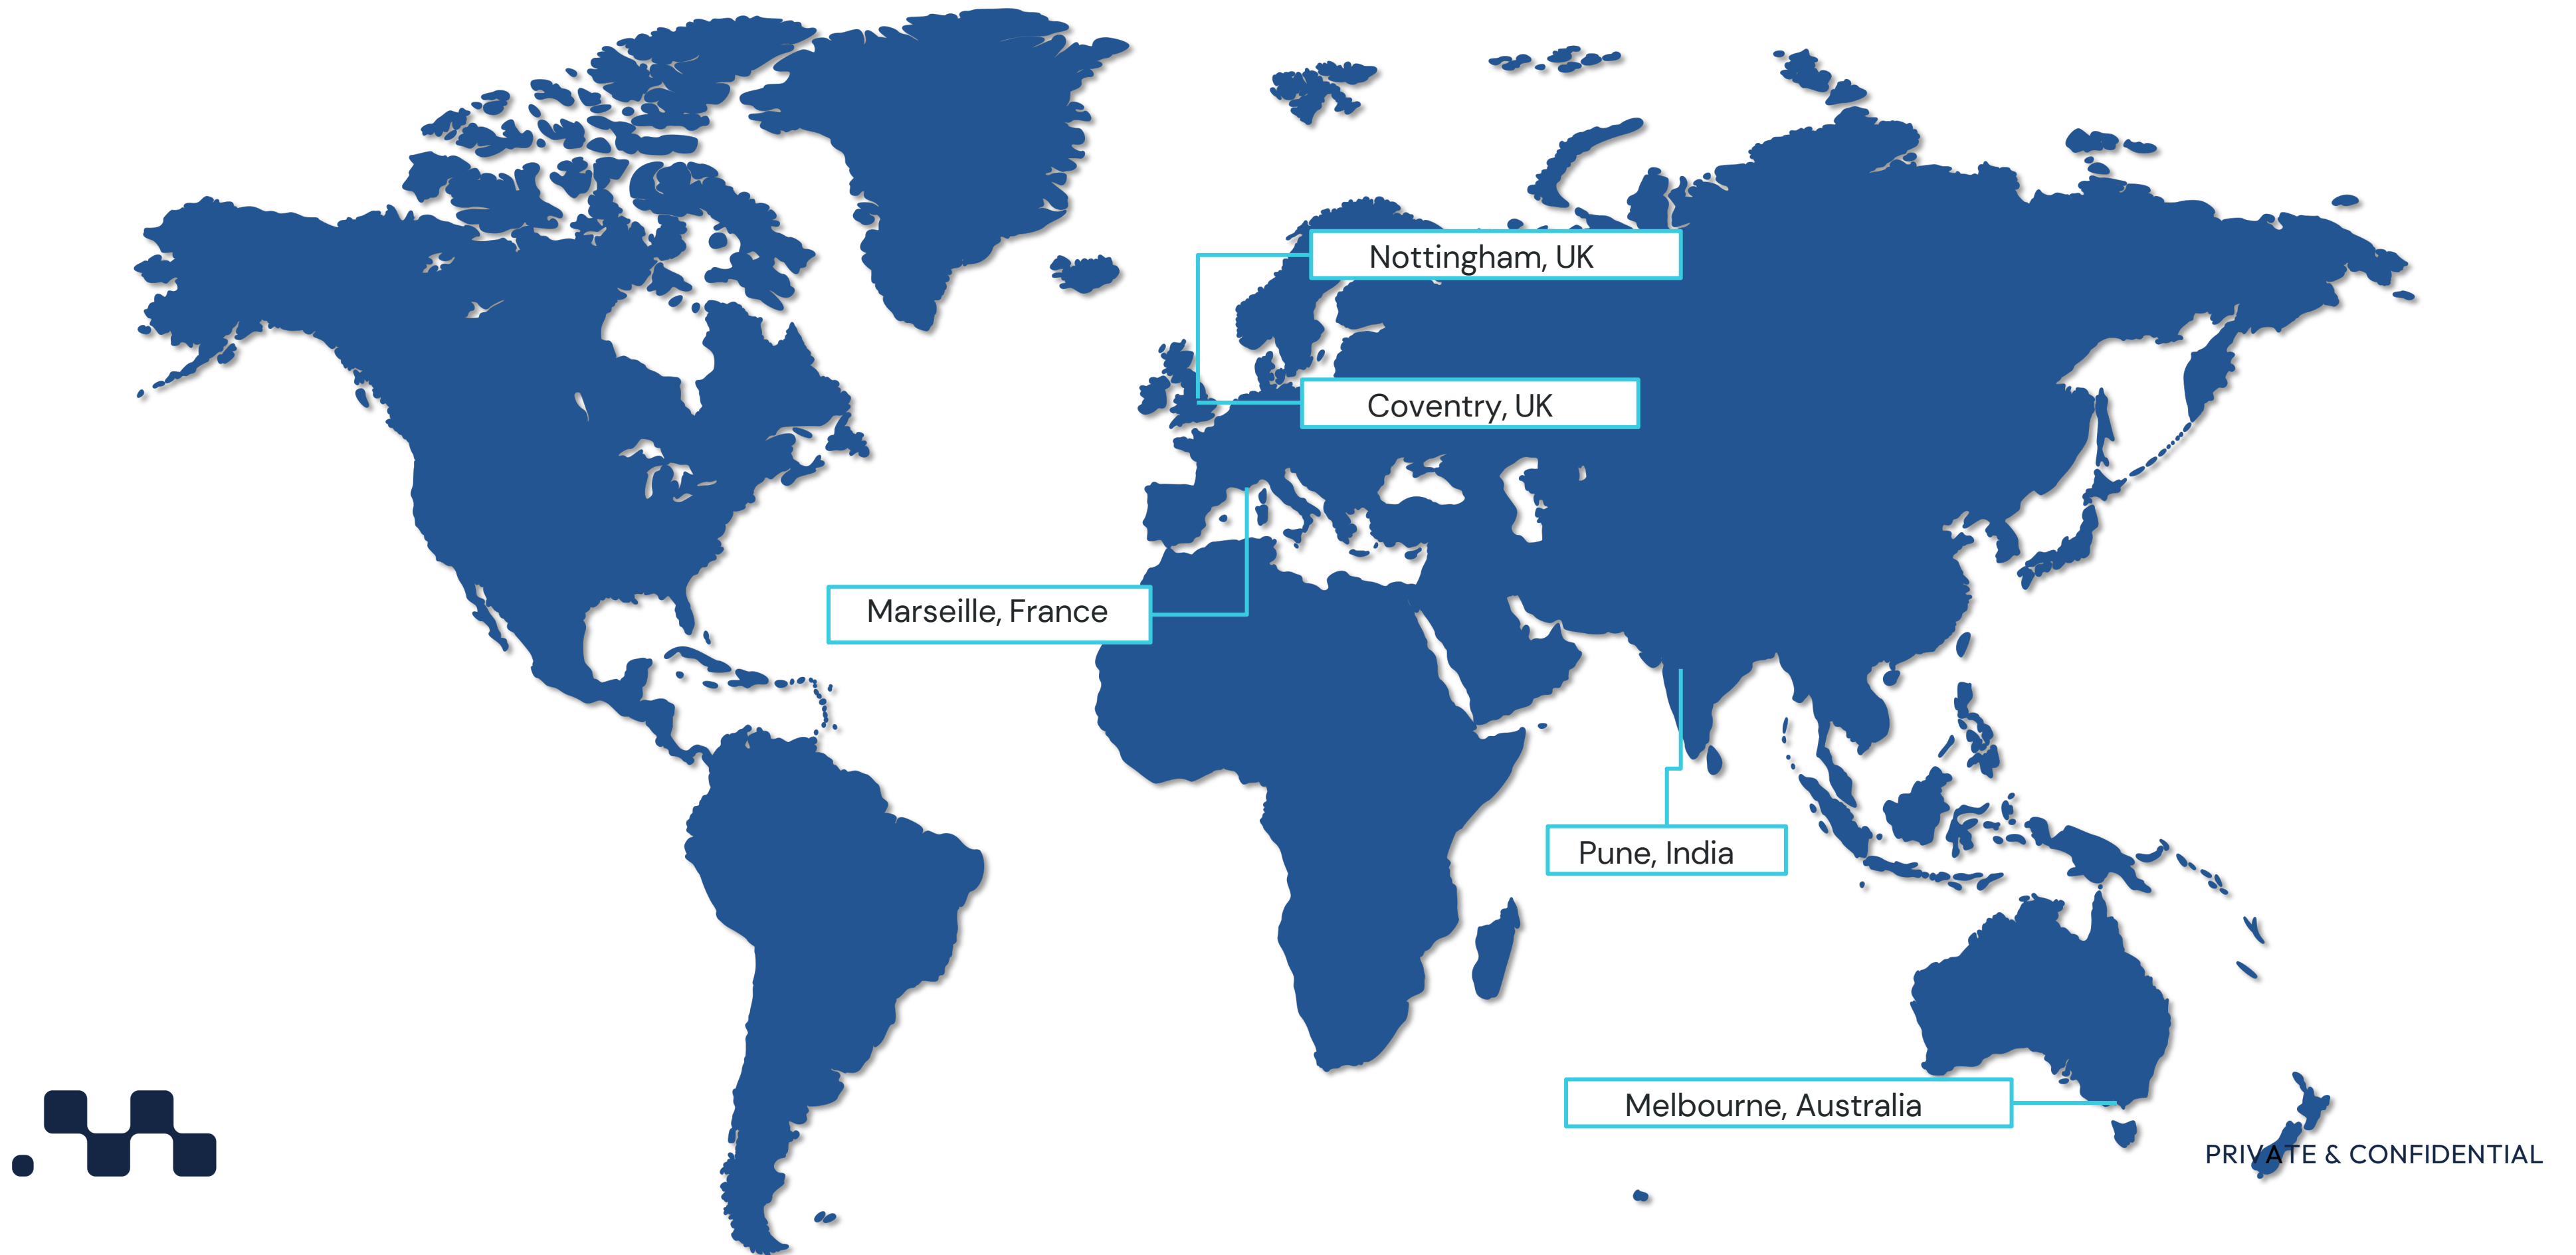 Nottingham, UK
Coventry, UK
Marseille, France
Pune, India
Melbourne, Australia
PRIVATE & CONFIDENTIAL